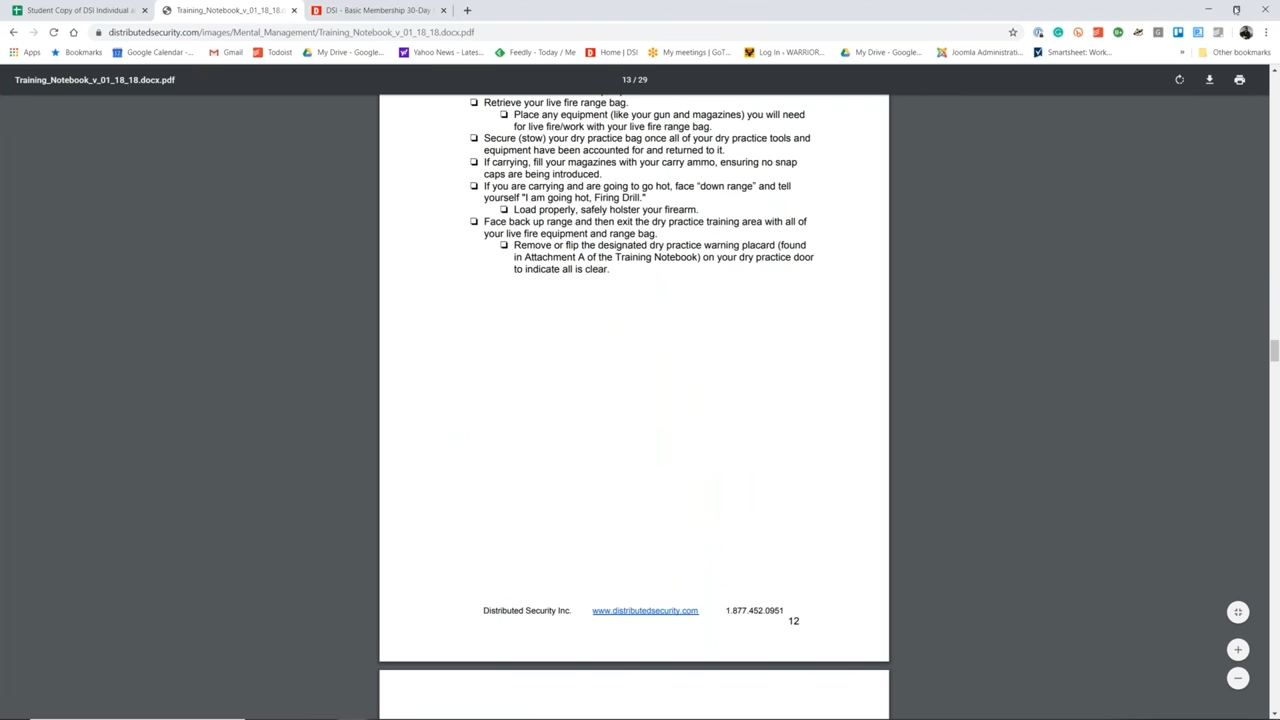 Student Copy of DSI Individual a
Training_Notebook_v_01_18_18.d
DSI - Basic Membership 30-Day
distributedsecurity.com/images/Mental_Management/Training_Notebook_v_01_18_18.docx.pdf
Apps Bookmarks Google Calendar -... Gmail Todoist My Drive - Google... Yahoo News - Lates... Feedly - Today / Me Home | DSI My meetings | GoT... Log In - WARRIOR... My Drive - Google... Joomla Administrati... Smartsheet: Work... » Other bookmarks
Training_Notebook_v_01_18_18.docx.pdf 13 / 29
❑ Retrieve your live fire range bag.
❑ Place any equipment (like your gun and magazines) you will need
for live fire/work with your live fire range bag.
❑ Secure (stow) your dry practice bag once all of your dry practice tools and
equipment have been accounted for and returned to it.
❑ If carrying, fill your magazines with your carry ammo, ensuring no snap
caps are being introduced.
❑ If you are carrying and are going to go hot, face “down range” and tell
yourself "I am going hot, Firing Drill."
❑ Load properly, safely holster your firearm.
❑ Face back up range and then exit the dry practice training area with all of
your live fire equipment and range bag.
❑ Remove or flip the designated dry practice warning placard (found
in Attachment A of the Training Notebook) on your dry practice door
to indicate all is clear.
Distributed Security Inc. www.distributedsecurity.com 1.877.452.0951
12